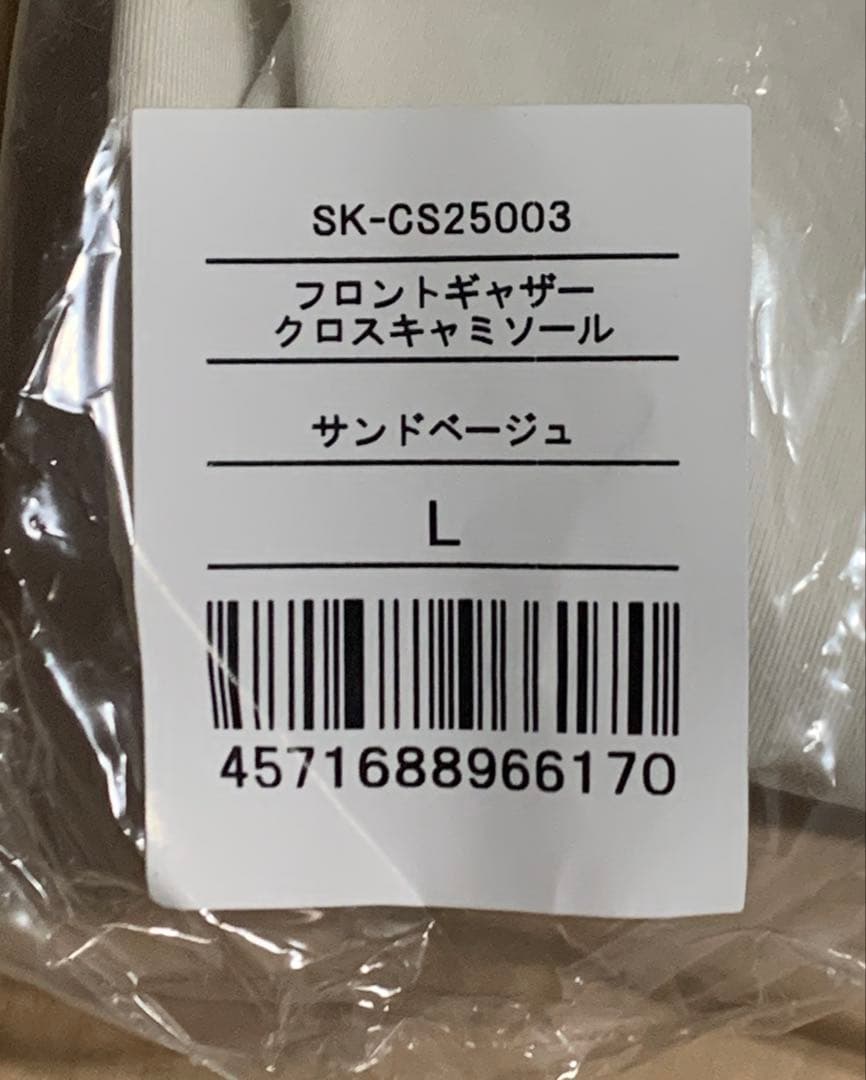 SK-CS25003
フロントギャザー
クロスキャミソール
サンドベージュ
L
4571688966170